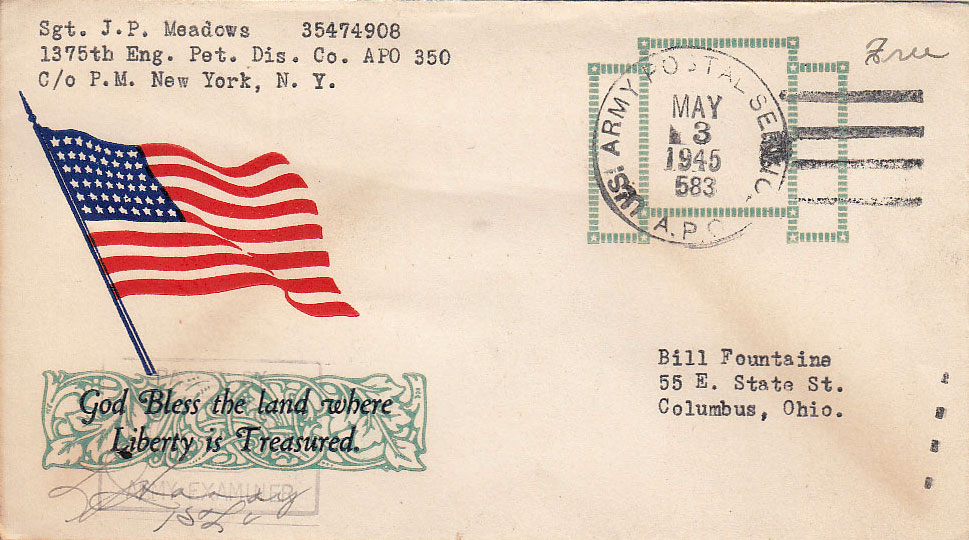 Sgt. J.P. Meadows 35474908
1375th Eng. Pet. Dis. Co. APO 350
C/o P.M. New York, N. Y.
Free
U.S. ARMY POSTAL SERVICE
MAY
3
1945
583
A.P.O.
Bill Fountaine
55 E. State St.
Columbus, Ohio.
God Bless the land where
Liberty is Treasured.
ARMY EXAMINER